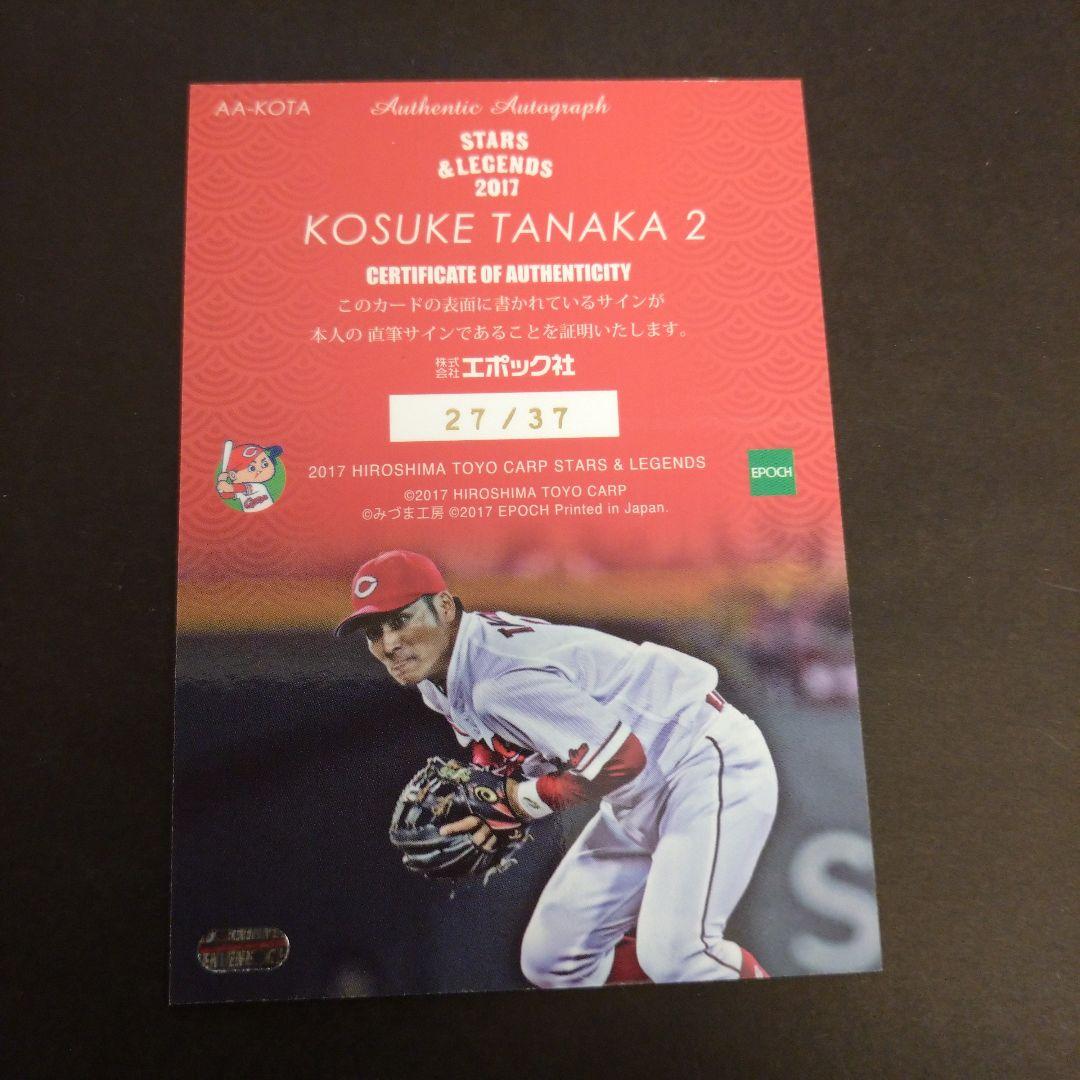 AA-KOTA
Authentic Autograph
STARS
& LEGENDS
2017
KOSUKE TANAKA 2
CERTIFICATE OF AUTHENTICITY
このカードの表面に書かれているサインが
本人の 直筆サインであることを証明いたします。
株式会社エポック社
27/37
2017 HIROSHIMA TOYO CARP STARS & LEGENDS
EPOCH
©2017 HIROSHIMA TOYO CARP
©みづま工房 ©2017 EPOCH Printed in Japan.
C
S